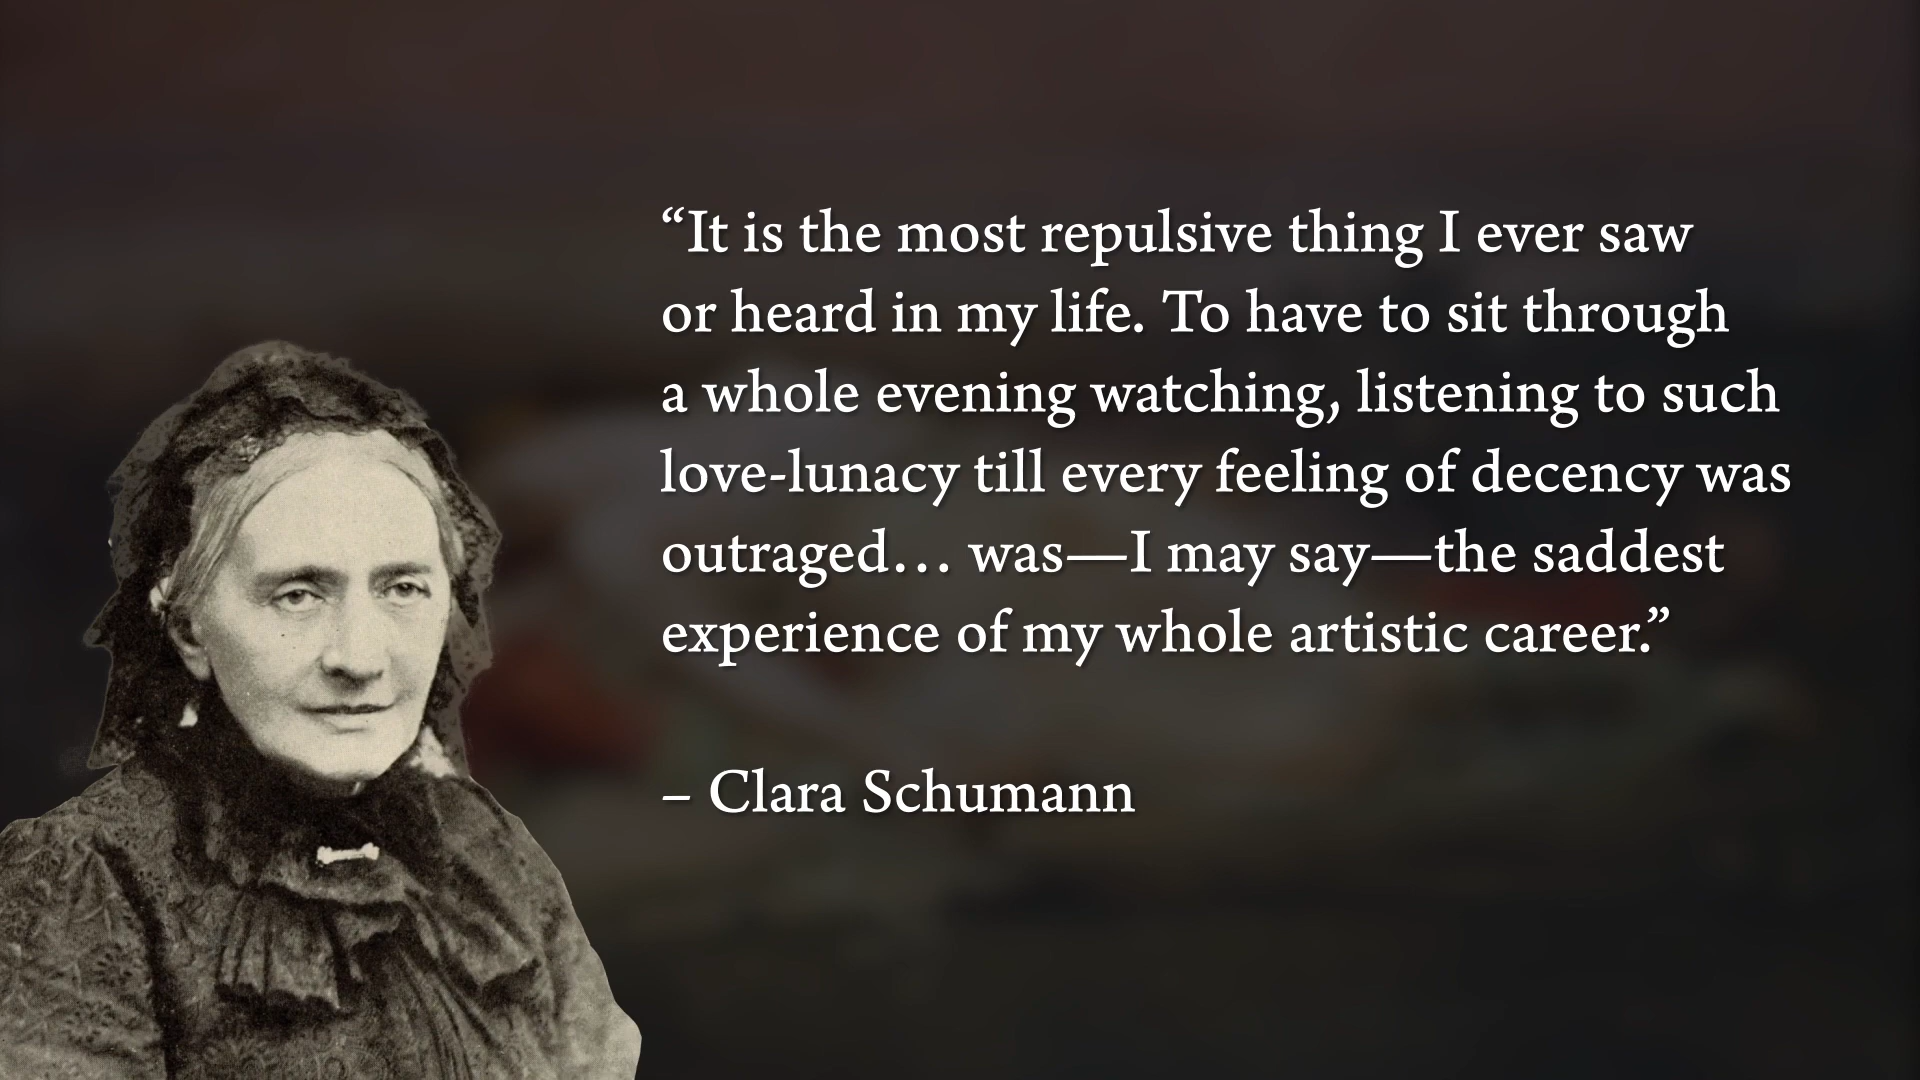 “It is the most repulsive thing I ever saw
or heard in my life. To have to sit through
a whole evening watching, listening to such
love-lunacy till every feeling of decency was
outraged… was—I may say—the saddest
experience of my whole artistic career.”
– Clara Schumann